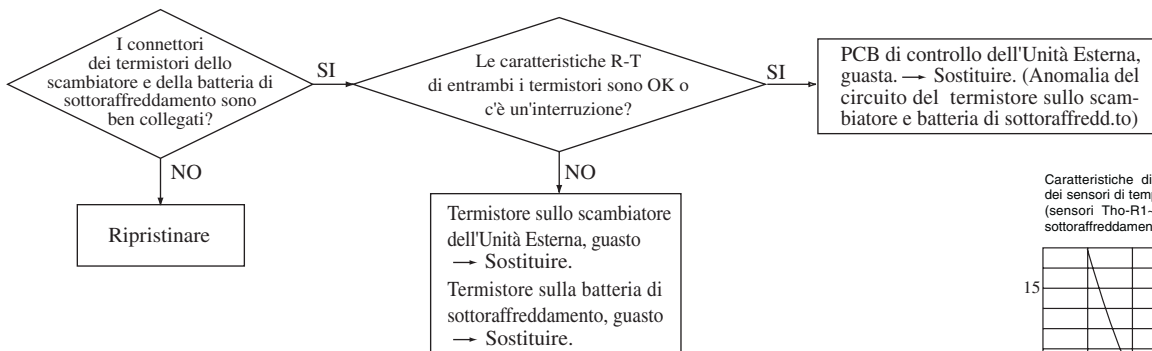 I connettori
dei termistori dello
scambiatore e della batteria di
sottoraffreddamento sono
ben collegati?
SI
Le caratteristiche R-T
di entrambi i termistori sono OK o
c'è un'interruzione?
SI
PCB di controllo dell'Unità Esterna,
guasta. → Sostituire. (Anomalia del
circuito del termistore sullo scam-
biatore e batteria di sottoraffredd.to)
NO
Ripristinare
NO
Termistore sullo scambiatore
dell'Unità Esterna, guasto
→ Sostituire.
Termistore sulla batteria di
sottoraffreddamento, guasto
→ Sostituire.
Caratteristiche di
dei sensori di
(sensori Tho-R1-
15